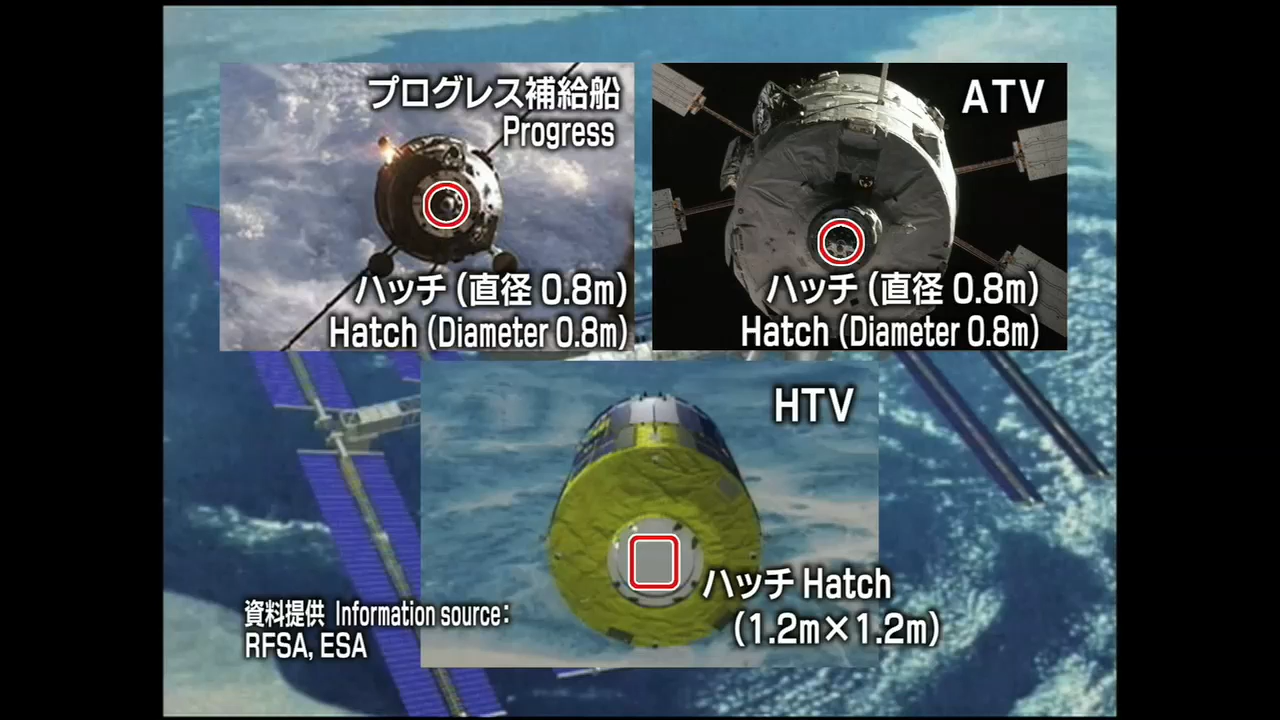 プログレス補給船
Progress
ハッチ (直径 0.8m)
Hatch (Diameter 0.8m)
ATV
ハッチ (直径 0.8m)
Hatch (Diameter 0.8m)
HTV
ハッチ Hatch
(1.2m×1.2m)
資料提供 Information source:
RFSA, ESA